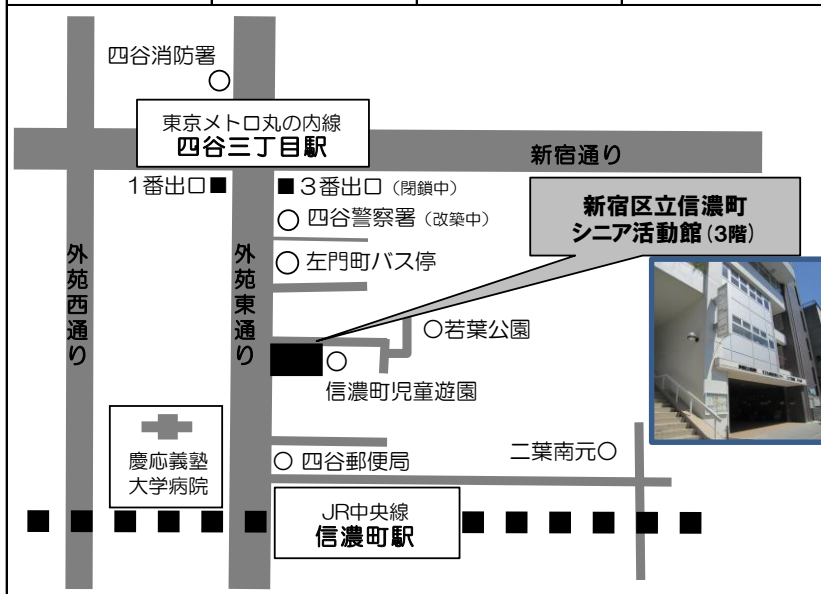 四谷消防署
東京メトロ丸の内線
四谷三丁目駅
新宿通り
1番出口■
■3番出口（閉鎖中）
新宿区立信濃町
シニア活動館(3階)
○四谷警察署（改築中）
外苑西通り
外苑東通り
○左門町バス停
○若葉公園
信濃町児童遊園
慶応義塾
大学病院
○四谷郵便局
二葉南元○
JR中央線
信濃町駅